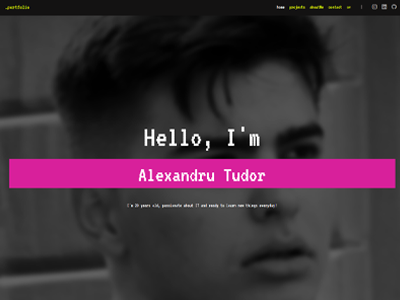 _portfolio
home projects aboutMe contact cv
Hello, I'm
Alexandru Tudor
I'm 20 years old, passionate about IT and ready to learn new things everyday!